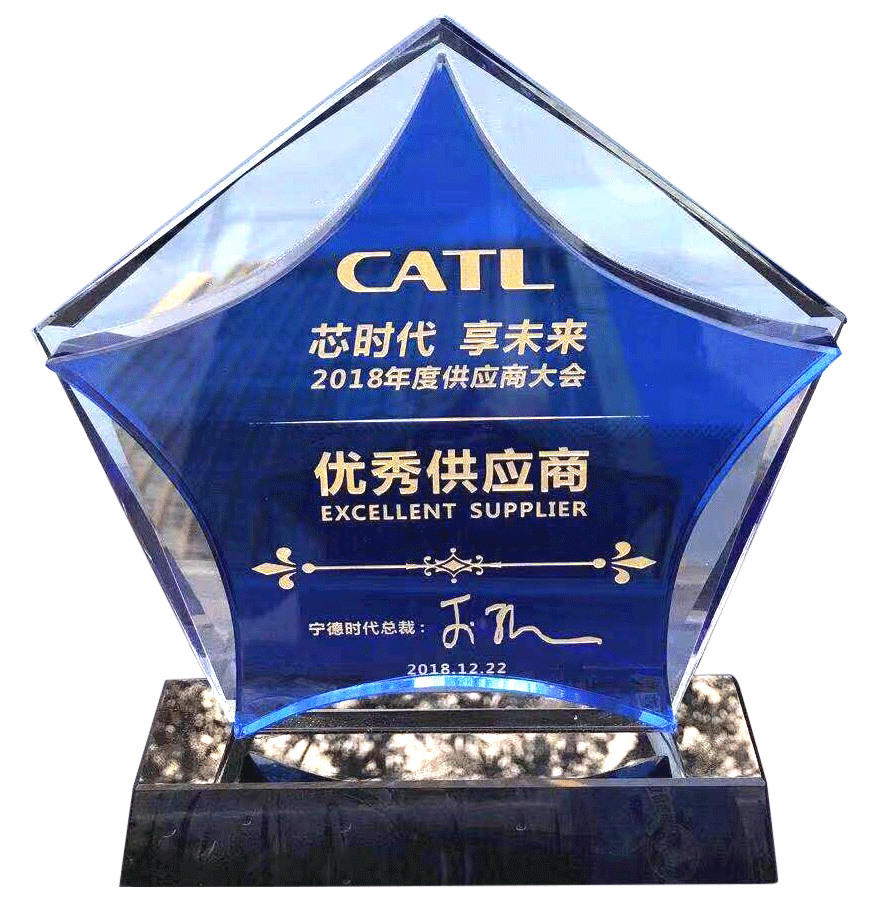 CATL
芯时代 享未来
2018年度供应商大会
优秀供应商
EXCELLENT SUPPLIER
宁德时代总裁：
2018.12.22